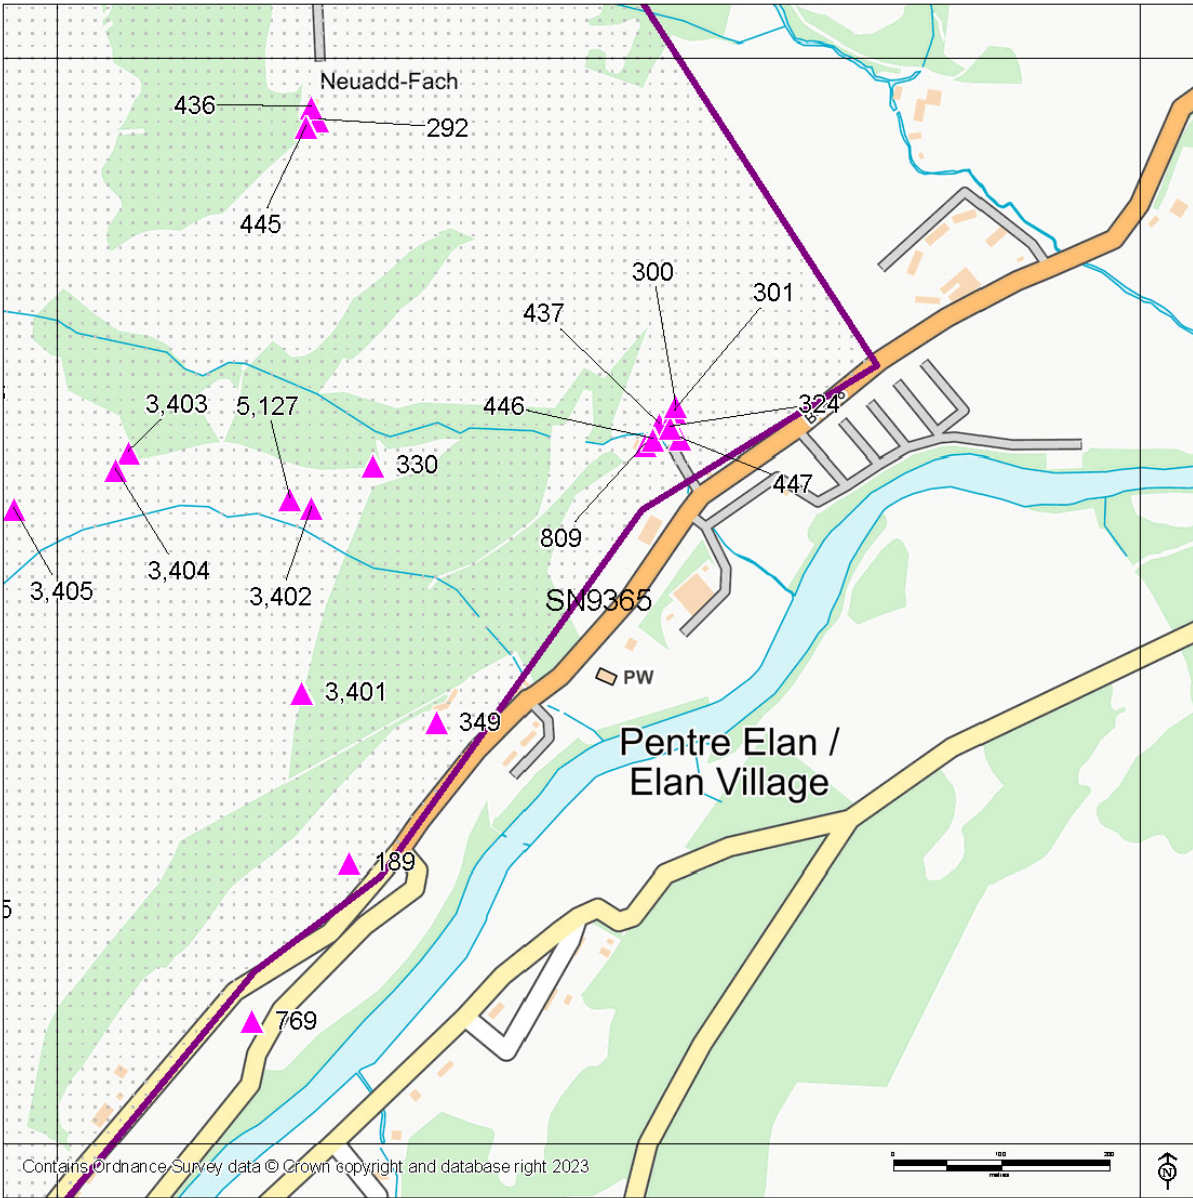 Neuadd-Fach
436
292
445
300
301
437
3,403
5,127
446
324
330
447
809
3,404
3,405
3,402
SN9365
PW
3,401
349
Pentre Elan /
Elan Village
189
5
769
Contains Ordnance Survey data © Crown copyright and database right 2023
0 100 200
metres